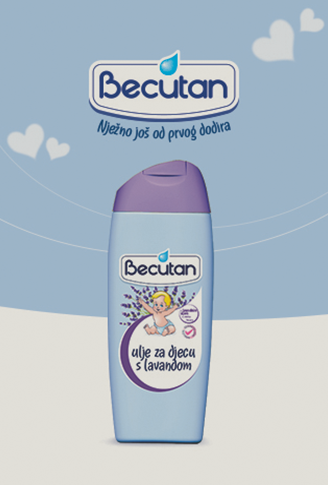 Becutan
Nježno još od prvog dodira
Becutan
ulje za djecu
s lavandom